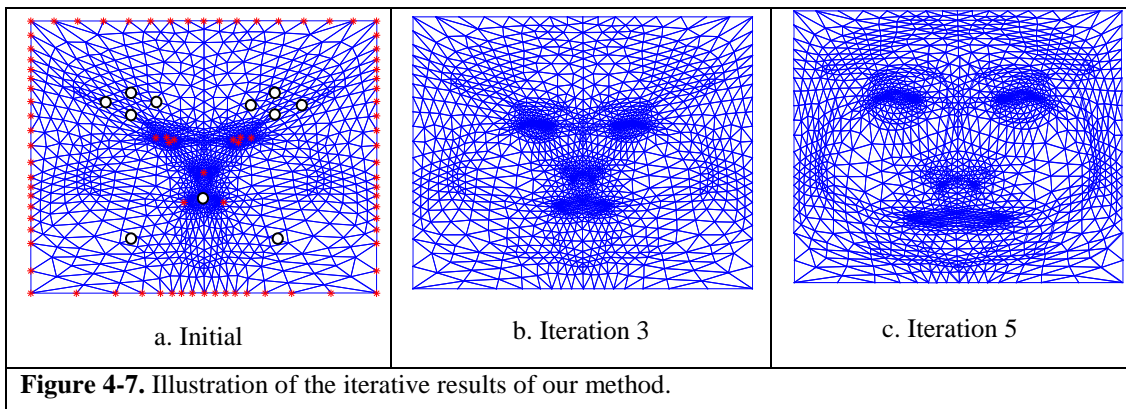 a. Initial
b. Iteration 3
c. Iteration 5
Figure 4-7. Illustration of the iterative results of our method.